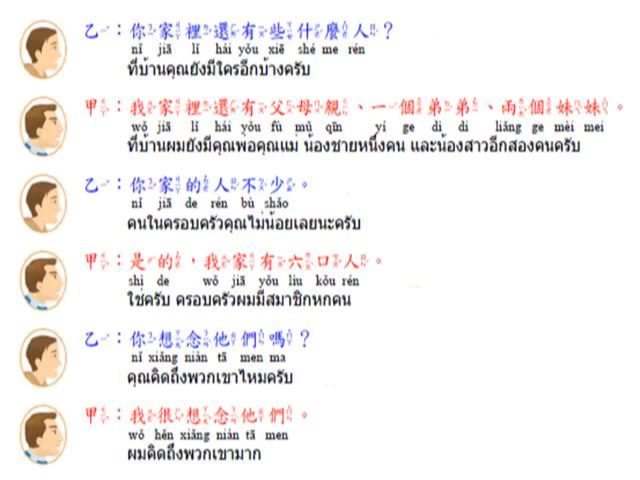 乙：你家裡還有些什麼人？
nǐ jiā lǐ hái yǒu xiē shé me rén
ที่บ้านคุณยังมีใครอีกบ้างครับ
甲：我家裡還有父母親、一個弟弟、兩個妹妹。
wǒ jiā lǐ hái yǒu fù mǔ qīn yí ge dì di liǎng ge mèi mei
ที่บ้านผมยังมีคุณพ่อคุณแม่ น้องชายหนึ่งคน และน้องสาวอีกสองคนครับ
乙：你家的人不少。
nǐ jiā de rén bù shǎo
คนในครอบครัวคุณไม่น้อยเลยนะครับ
甲：是的，我家有六口人。
shì de wǒ jiā yǒu liu kǒu rén
ใช่ครับ ครอบครัวผมมีสมาชิกหกคน
乙：你想念他們嗎？
nǐ xiǎng niàn tā men ma
คุณคิดถึงพวกเขาไหมครับ
甲：我很想念他們。
wǒ hěn xiǎng niàn tā men
ผมคิดถึงพวกเขามาก